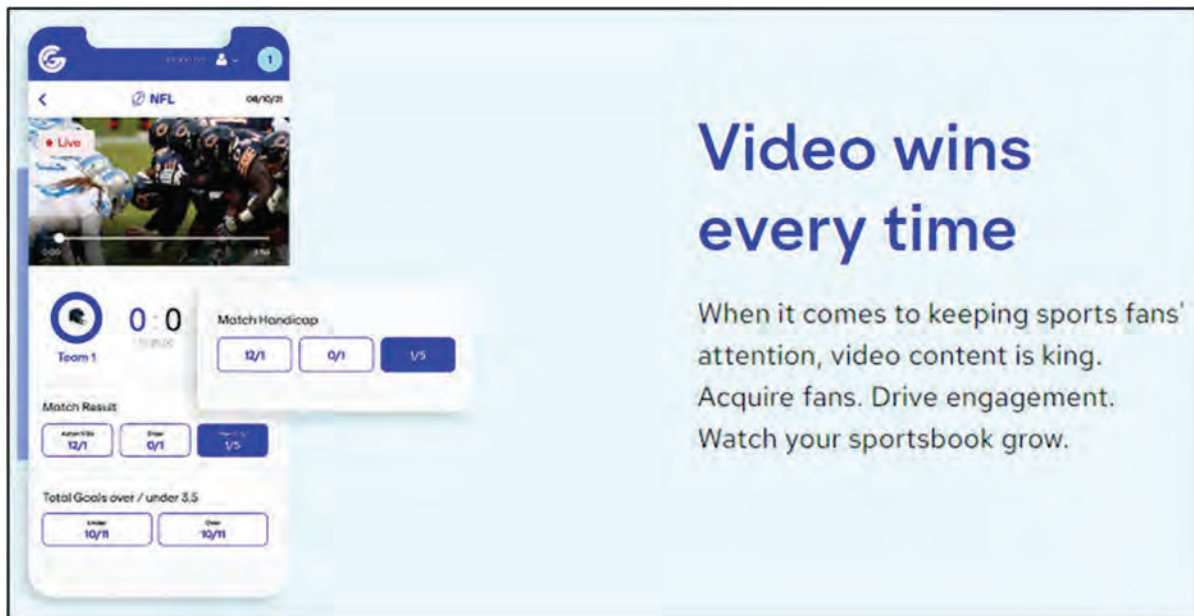 1
NFL 08/10/21
Live
0:00
0 : 0
Team 1
Match Handicap
12/1 0/1 1/5
Match Result
12/1 0/1 1/5
Total Goals over / under 3.5
Under Over
10/11 10/11
Video wins
every time
When it comes to keeping sports fans'
attention, video content is king.
Acquire fans. Drive engagement.
Watch your sportsbook grow.